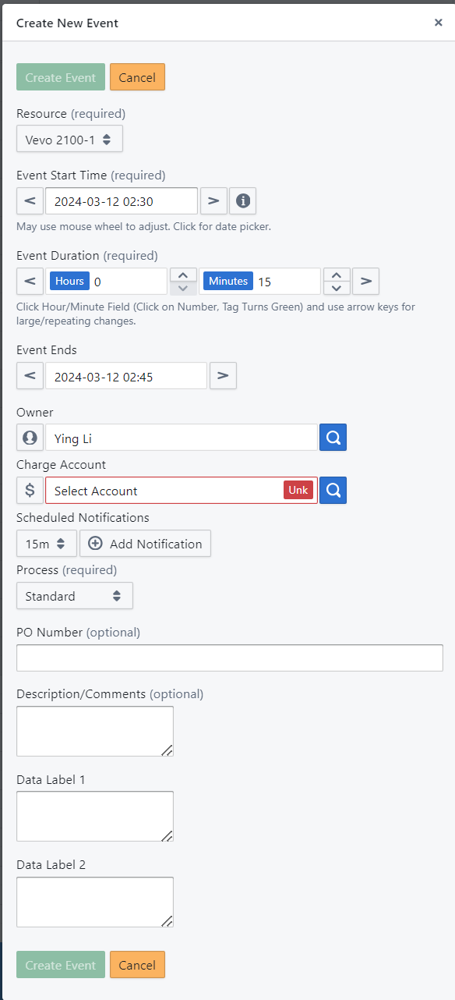 Create New Event ×
Create Event Cancel
Resource (required)
Vevo 2100-1
Event Start Time (required)
< 2024-03-12 02:30 >
May use mouse wheel to adjust. Click for date picker.
Event Duration (required)
< Hours 0 Minutes 15 >
Click Hour/Minute Field (Click on Number, Tag Turns Green) and use arrow keys for
large/repeating changes.
Event Ends
< 2024-03-12 02:45 >
Owner
Ying Li
Charge Account
$ Select Account Unk
Scheduled Notifications
15m Add Notification
Process (required)
Standard
PO Number (optional)
Description/Comments (optional)
Data Label 1
Data Label 2
Create Event Cancel